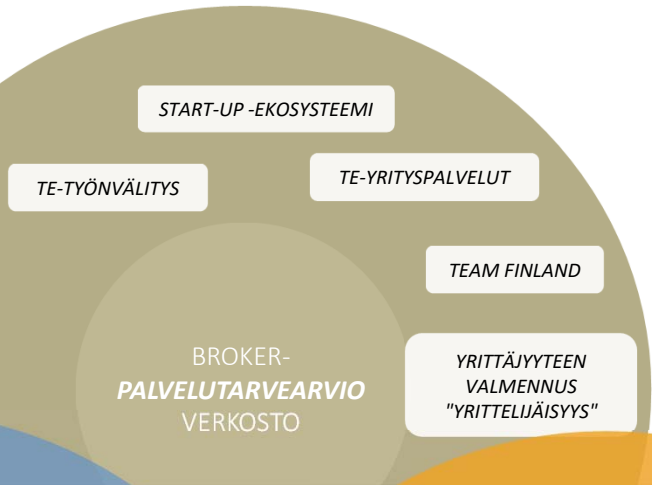 START-UP -EKOSYSTEEMI
TE-TYÖNVÄLITYS
TE-YRITYSPALVELUT
TEAM FINLAND
BROKER-
PALVELUTARVEARVIO
VERKOSTO
YRITTÄJYYTEEN
VALMENNUS
"YRITTELIJÄISYYS"